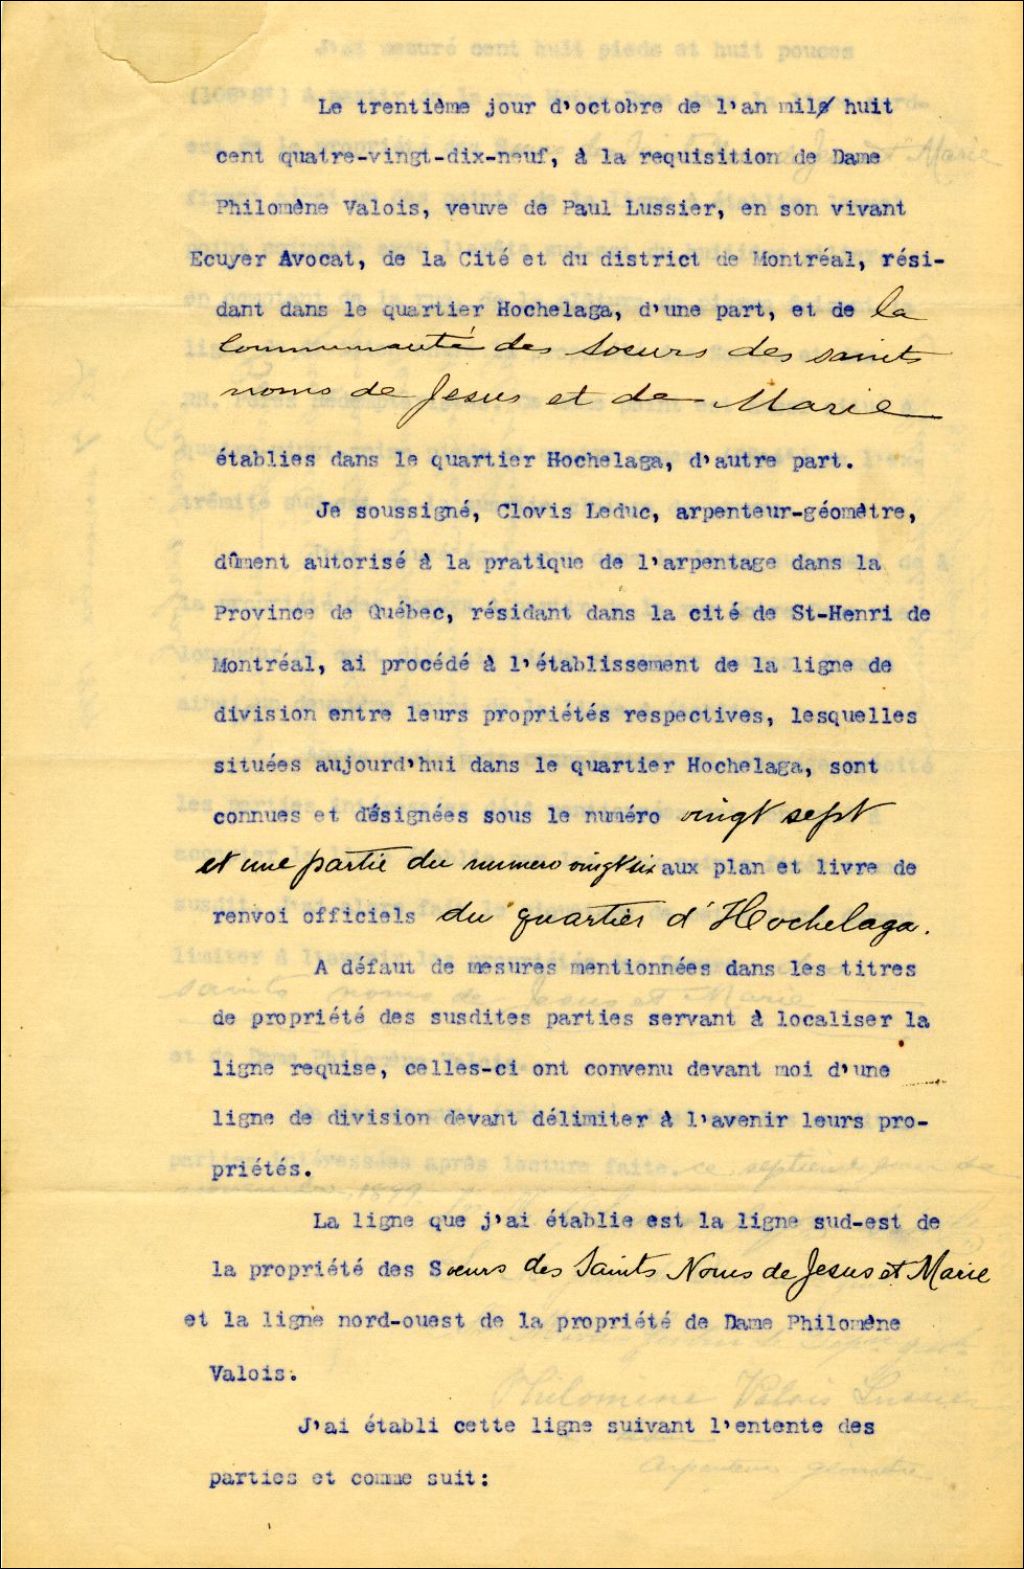 Le trentième jour d'octobre de l'an mil huit
cent quatre-vingt-dix-neuf, à la requisition de Dame
Philomène Valois, veuve de Paul Lussier, en son vivant
Ecuyer Avocat, de la Cité et du district de Montréal, rési-
dant dans le quartier Hochelaga, d'une part, et de la
Communauté des Soeurs des saints
noms de Jesus et de Marie
établies dans le quartier Hochelaga, d'autre part.
Je soussigné, Clovis Leduc, arpenteur-géomètre,
dûment autorisé à la pratique de l'arpentage dans la
Province de Québec, résidant dans la cité de St-Henri de
Montréal, ai procédé à l'établissement de la ligne de
division entre leurs propriétés respectives, lesquelles
situées aujourd'hui dans le quartier Hochelaga, sont
connues et désignées sous le numéro vingt sept
et une partie du numero vingt six aux plan et livre de
renvoi officiels du quartier d'Hochelaga.
A défaut de mesures mentionnées dans les titres
de propriété des susdites parties servant à localiser la
ligne requise, celles-ci ont convenu devant moi d'une
ligne de division devant délimiter à l'avenir leurs pro-
priétés.
La ligne que j'ai établie est la ligne sud-est de
la propriété des Soeurs des Saints Noms de Jesus et Marie
et la ligne nord-ouest de la propriété de Dame Philomène
Valois.
J'ai établi cette ligne suivant l'entente des
parties et comme suit: